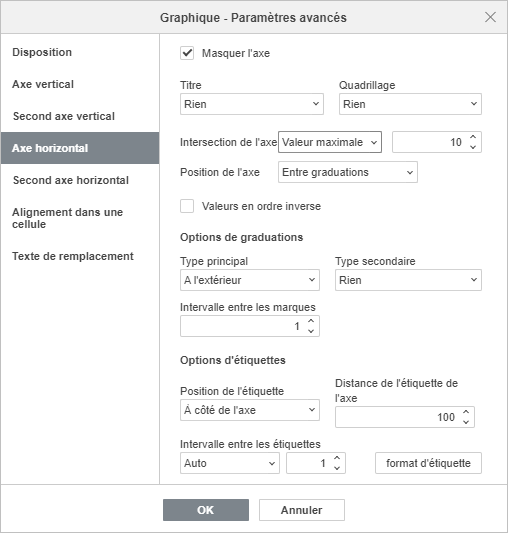 Graphique - Paramètres avancés
Disposition
Axe vertical
Second axe vertical
Axe horizontal
Second axe horizontal
Alignement dans une
cellule
Texte de remplacement
Masquer l'axe
Titre
Quadrillage
Rien
Rien
Intersection de l'axe
Valeur maximale
10
Position de l'axe
Entre graduations
Valeurs en ordre inverse
Options de graduations
Type principal
Type secondaire
A l'extérieur
Rien
Intervalle entre les marques
1
Options d'étiquettes
Position de l'étiquette
Distance de l'étiquette de
l'axe
À côté de l'axe
100
Intervalle entre les étiquettes
Auto
1
format d'étiquette
OK
Annuler